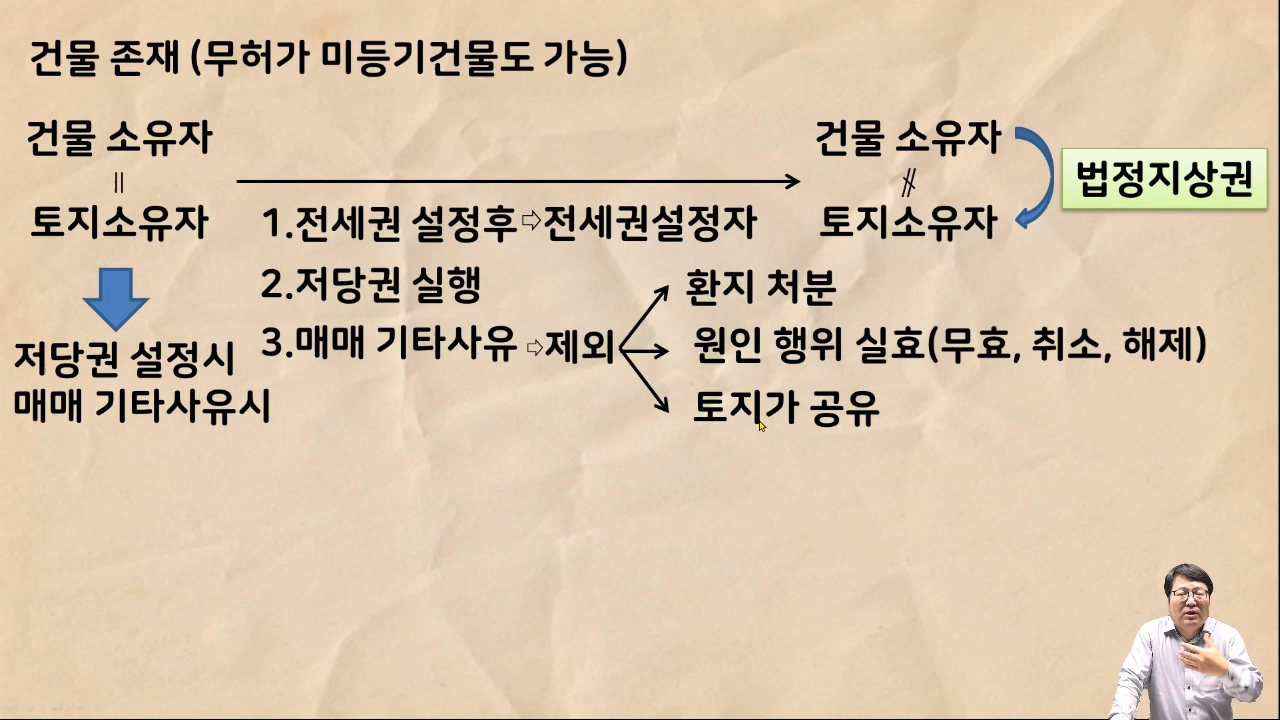 건물 존재 (무허가 미등기건물도 가능)
건물 소유자
=
토지소유자
건물 소유자
≠
토지소유자
법정지상권
1.전세권 설정후⇨전세권설정자
2.저당권 실행
3.매매 기타사유 ⇨제외
환지 처분
원인 행위 실효(무효, 취소, 해제)
토지가 공유
저당권 설정시
매매 기타사유시